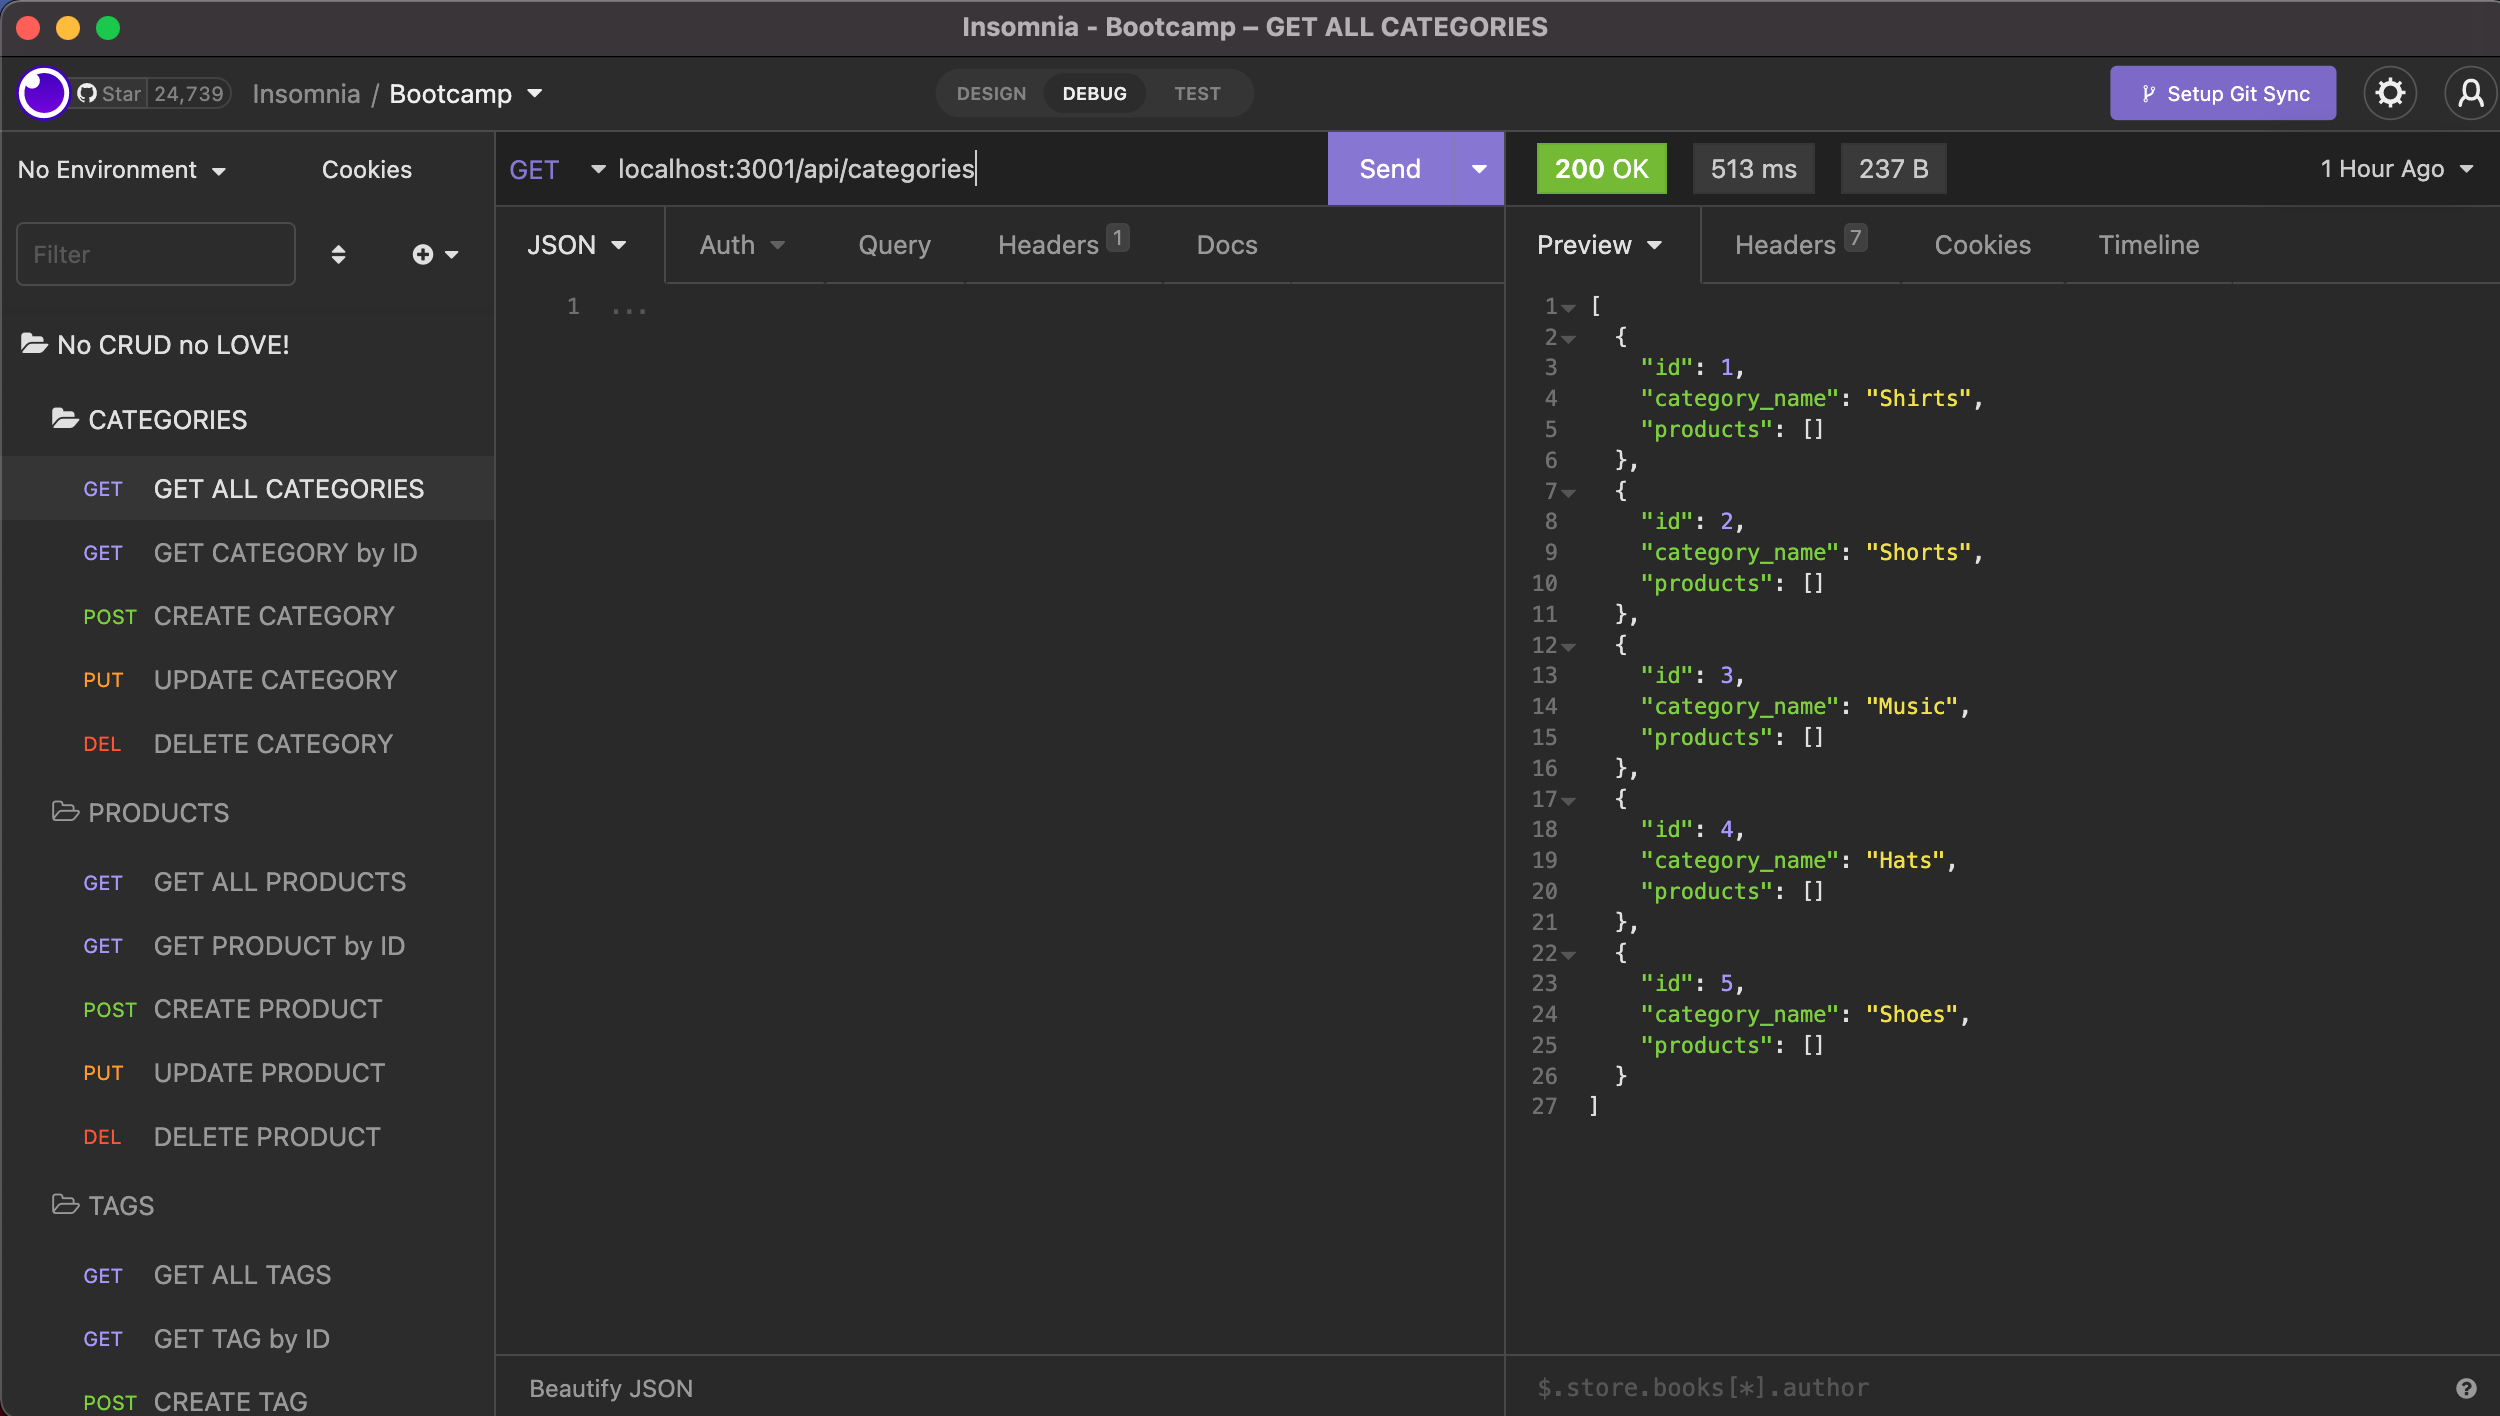 Insomnia - Bootcamp – GET ALL CATEGORIES
Star 24,739 Insomnia / Bootcamp
DESIGN DEBUG TEST
Setup Git Sync
No Environment Cookies
Filter
No CRUD no LOVE!
CATEGORIES
GET GET ALL CATEGORIES
GET GET CATEGORY by ID
POST CREATE CATEGORY
PUT UPDATE CATEGORY
DEL DELETE CATEGORY
PRODUCTS
GET GET ALL PRODUCTS
GET GET PRODUCT by ID
POST CREATE PRODUCT
PUT UPDATE PRODUCT
DEL DELETE PRODUCT
TAGS
GET GET ALL TAGS
GET GET TAG by ID
POST CREATE TAG
GET localhost:3001/api/categories Send
JSON Auth Query Headers 1 Docs
1 ...
Beautify JSON
200 OK 513 ms 237 B 1 Hour Ago
Preview Headers 7 Cookies Timeline
1 [
2 {
3 "id": 1,
4 "category_name": "Shirts",
5 "products": []
6 },
7 {
8 "id": 2,
9 "category_name": "Shorts",
10 "products": []
11 },
12 {
13 "id": 3,
14 "category_name": "Music",
15 "products": []
16 },
17 {
18 "id": 4,
19 "category_name": "Hats",
20 "products": []
21 },
22 {
23 "id": 5,
24 "category_name": "Shoes",
25 "products": []
26 }
27 ]
$.store.books[*].author
?